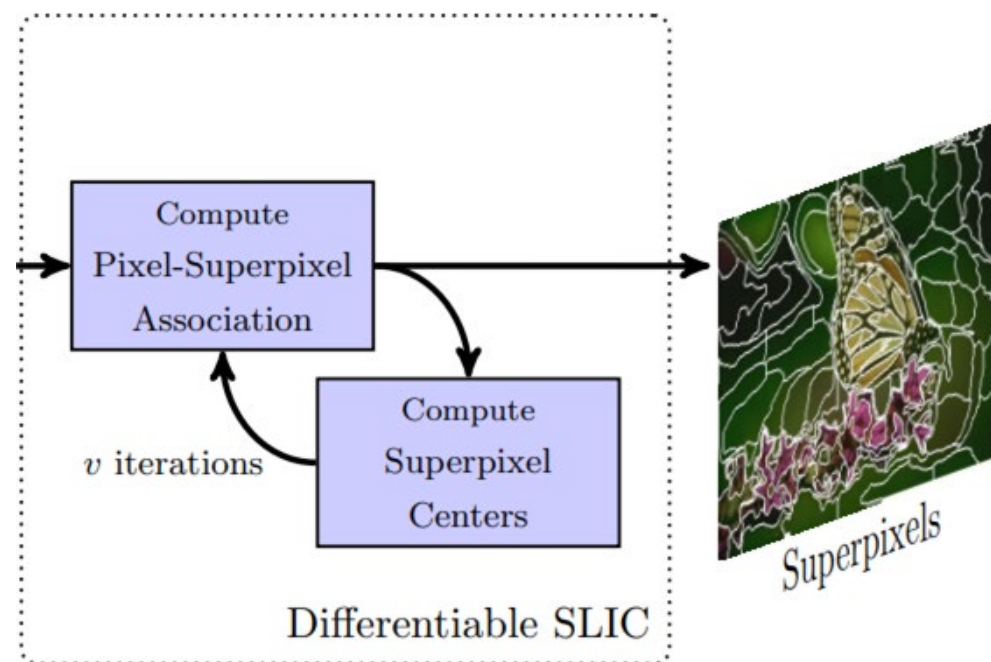 Compute
Pixel-Superpixel
Association
Compute
Superpixel
Centers
v iterations
Differentiable SLIC
Superpixels